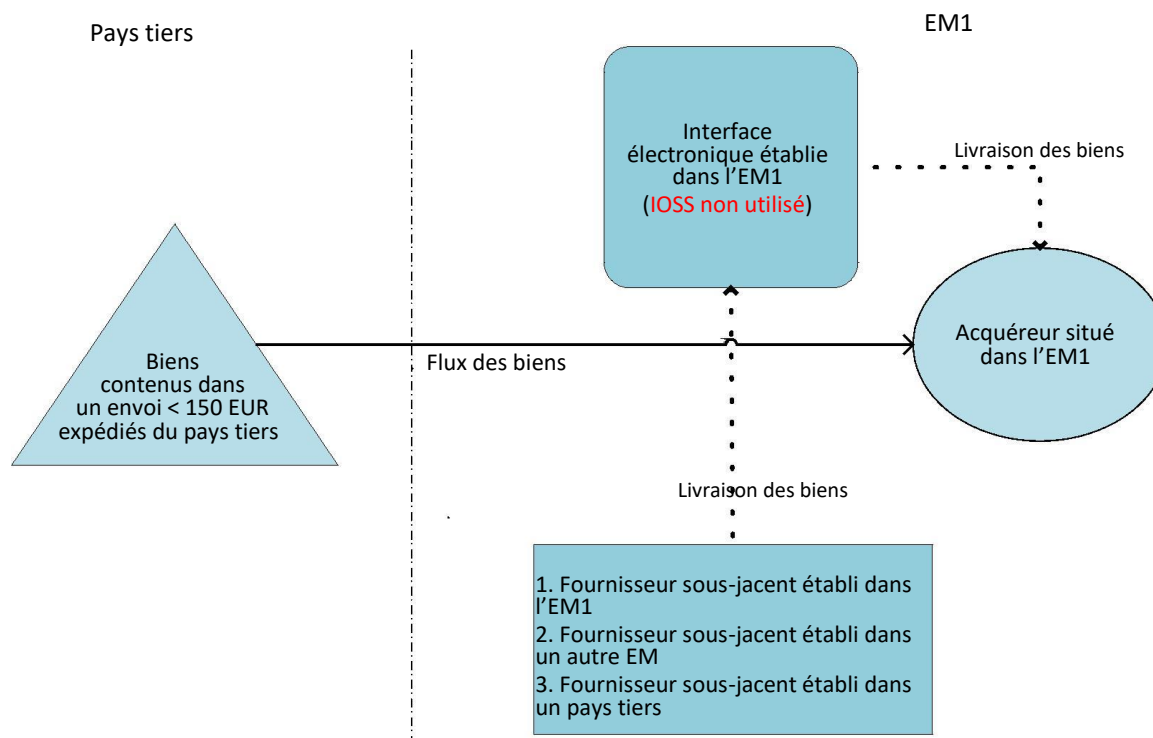 Pays tiers
EM1
Interface
électronique établie
dans l’EM1
(IOSS non utilisé)
Livraison des biens
Biens
contenus dans
un envoi < 150 EUR
expédiés du pays tiers
Flux des biens
Acquéreur situé
dans l’EM1
Livraison des biens
1. Fournisseur sous-jacent établi dans
l’EM1
2. Fournisseur sous-jacent établi dans
un autre EM
3. Fournisseur sous-jacent établi dans
un pays tiers